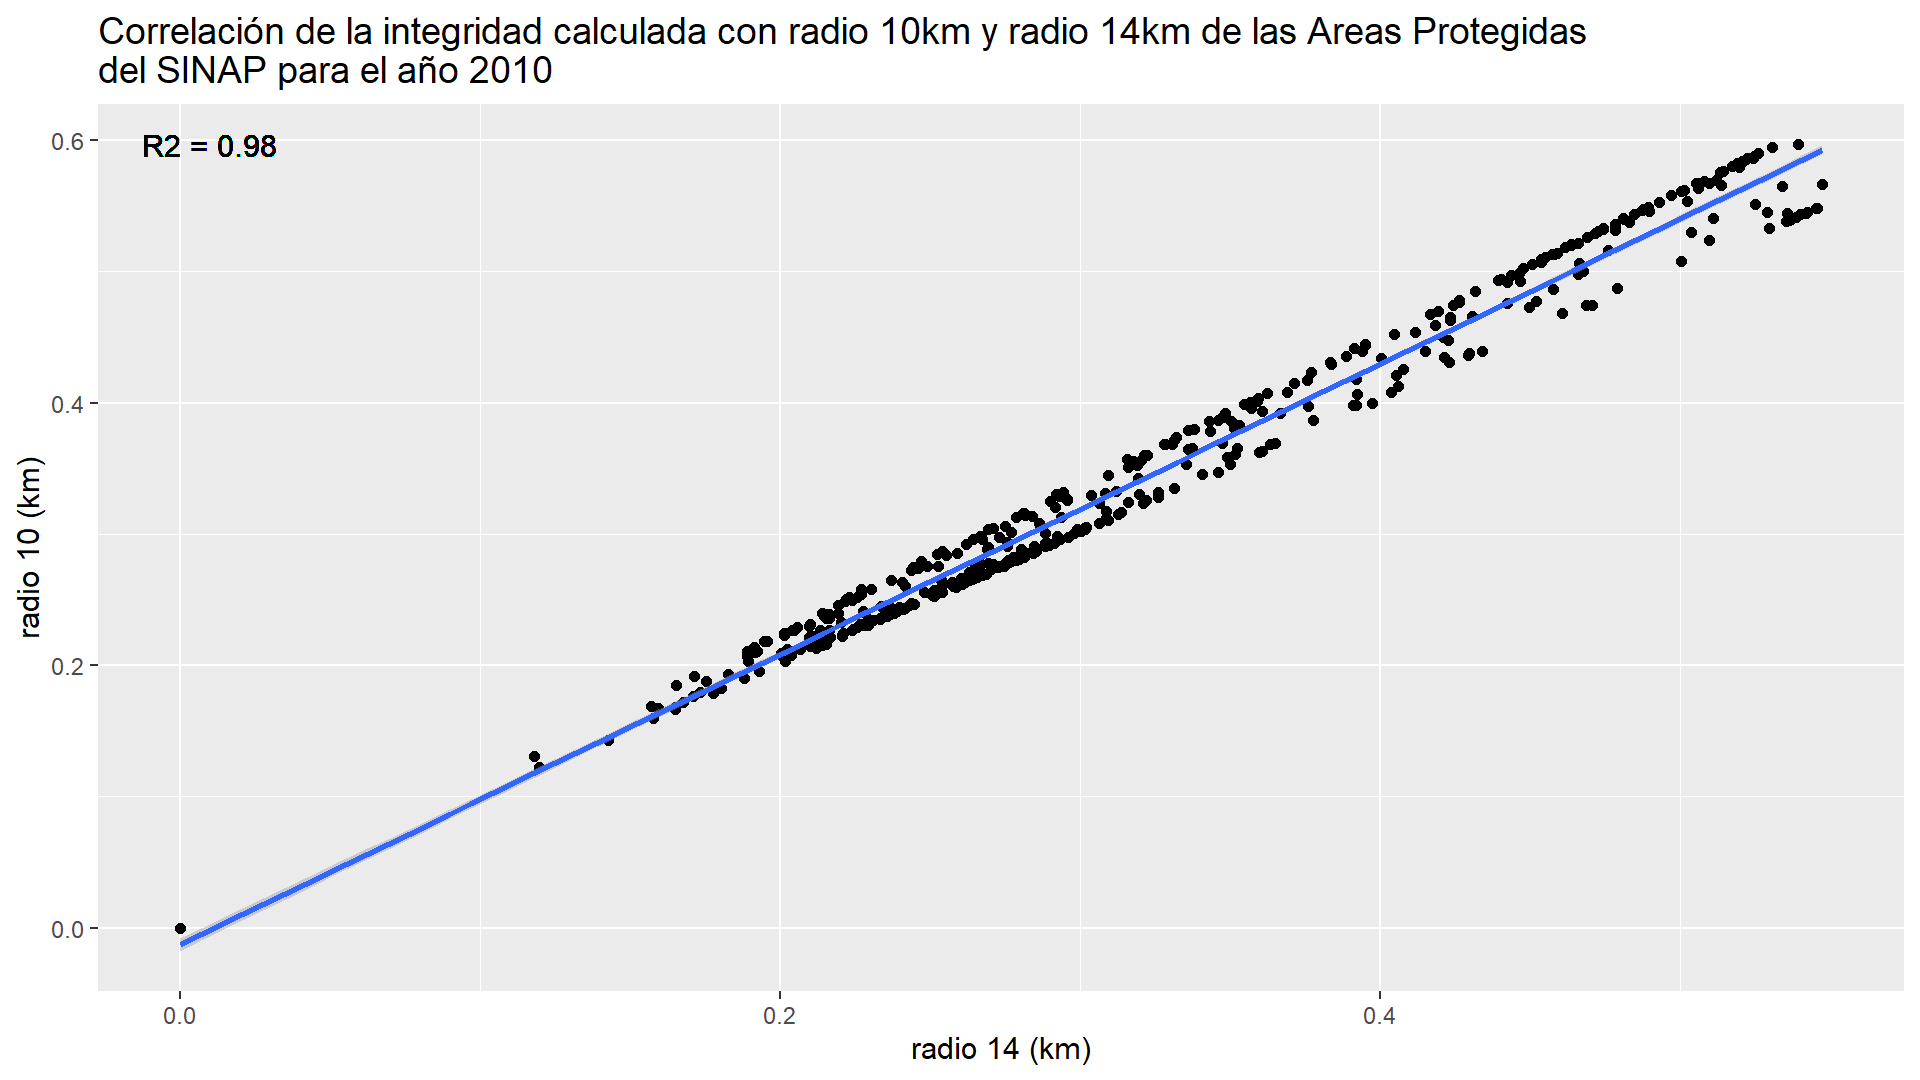 Correlación de la integridad calculada con radio 10km y radio 14km de las Areas Protegidas
del SINAP para el año 2010
R2 = 0.98
0.6
0.4
0.2
0.0
radio 10 (km)
0.0
0.2
0.4
radio 14 (km)